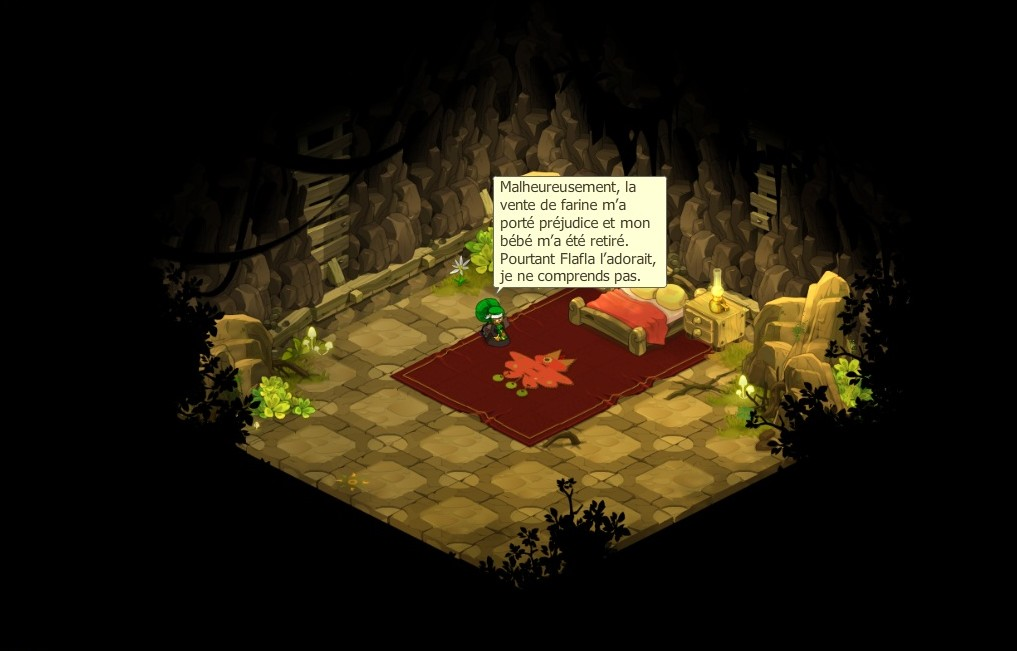 Malheureusement, la
vente de farine m'a
porté préjudice et mon
bébé m'a été retiré.
Pourtant Flafla l'adorait,
je ne comprends pas.